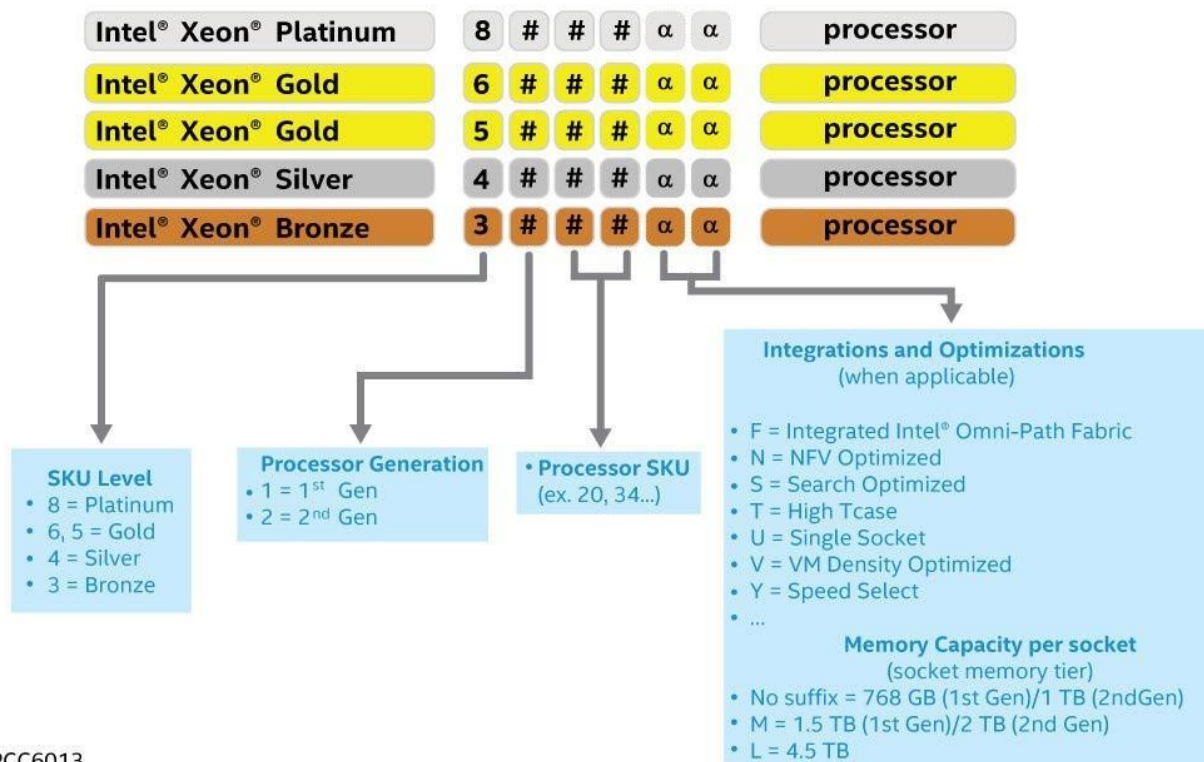 Intel® Xeon® Platinum 8 # # # α α processor
Intel® Xeon® Gold 6 # # # α α processor
Intel® Xeon® Gold 5 # # # α α processor
Intel® Xeon® Silver 4 # # # α α processor
Intel® Xeon® Bronze 3 # # # α α processor
SKU Level
• 8 = Platinum
• 6, 5 = Gold
• 4 = Silver
• 3 = Bronze
Processor Generation
• 1 = 1st Gen
• 2 = 2nd Gen
• Processor SKU
(ex. 20, 34...)
Integrations and Optimizations
(when applicable)
• F = Integrated Intel® Omni-Path Fabric
• N = NFV Optimized
• S = Search Optimized
• T = High Tcase
• U = Single Socket
• V = VM Density Optimized
• Y = Speed Select
• ...
Memory Capacity per socket
(socket memory tier)
• No suffix = 768 GB (1st Gen)/1 TB (2ndGen)
• M = 1.5 TB (1st Gen)/2 TB (2nd Gen)
• L = 4.5 TB